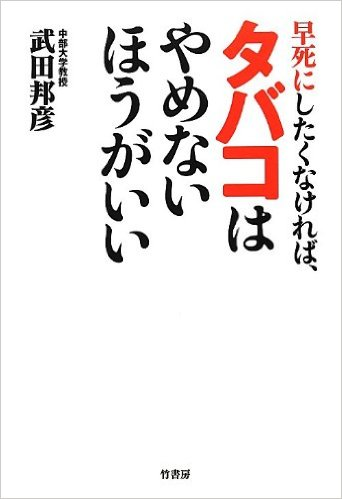 早死にしたくなければ、
タバコは
やめない
ほうがいい
中部大学教授
武田邦彦
竹書房